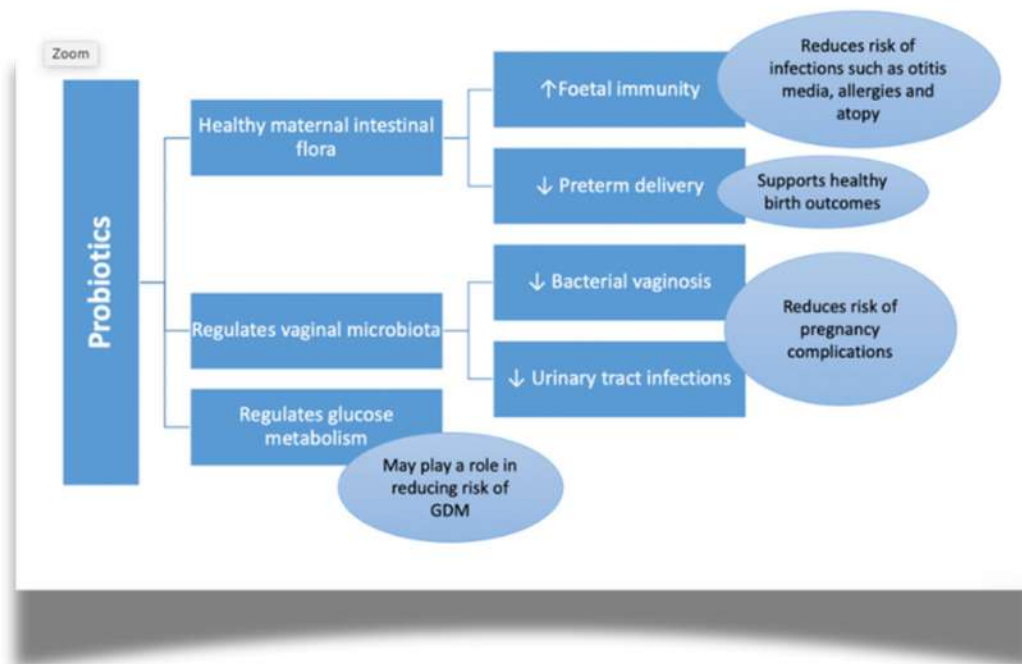 Zoom
Probiotics
Healthy maternal intestinal
flora
↑Foetal immunity
Reduces risk of
infections such as otitis
media, allergies and
atopy
↓ Preterm delivery
Supports healthy
birth outcomes
Regulates vaginal microbiota
↓ Bacterial vaginosis
↓ Urinary tract infections
Reduces risk of
pregnancy
complications
Regulates glucose
metabolism
May play a role in
reducing risk of
GDM